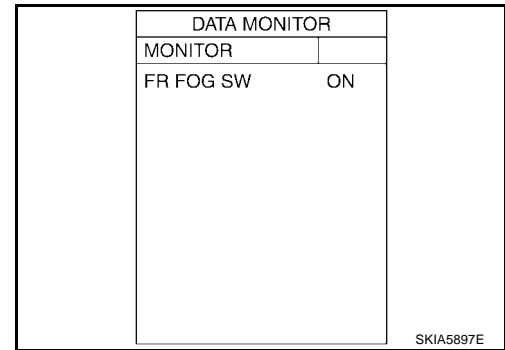 DATA MONITOR
MONITOR
FR FOG SW ON
SKIA5897E